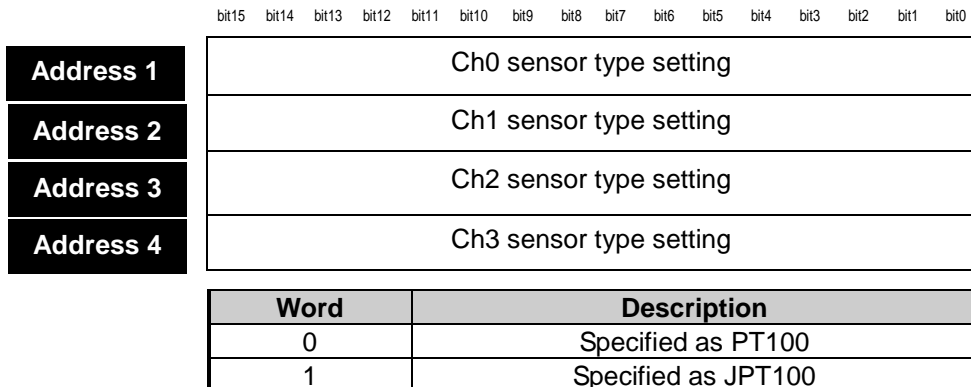 bit15 bit14 bit13 bit12 bit11 bit10 bit9 bit8 bit7 bit6 bit5 bit4 bit3 bit2 bit1 bit0
Address 1 Ch0 sensor type setting
Address 2 Ch1 sensor type setting
Address 3 Ch2 sensor type setting
Address 4 Ch3 sensor type setting
Word Description
0 Specified as PT100
1 Specified as JPT100